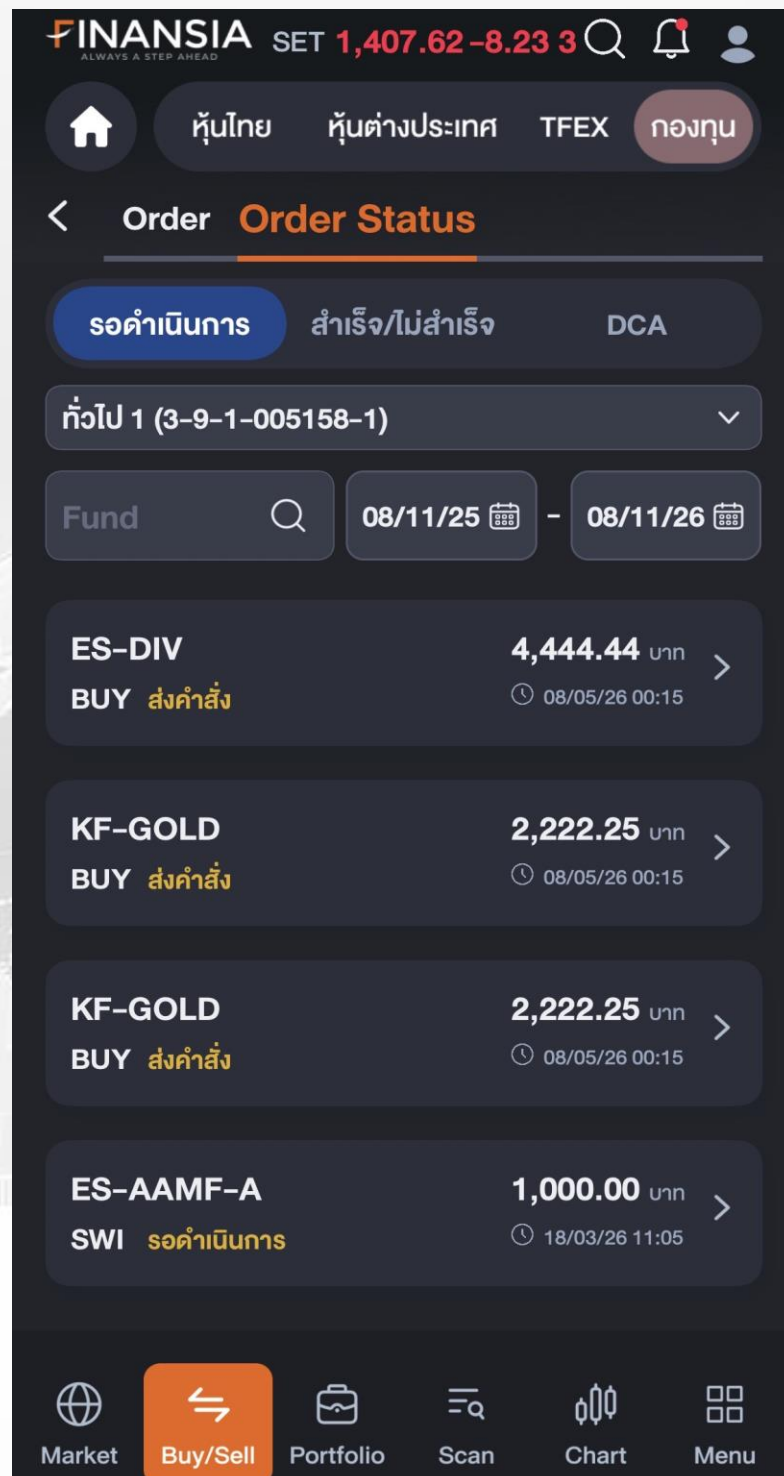 FINANSIA SET 1,407.62 -8.23 3
ALWAYS A STEP AHEAD
หุ้นไทย หุ้นต่างประเทศ TFEX กองทุน
Order Order Status
รอดำเนินการ สำเร็จ/ไม่สำเร็จ DCA
ทั่วไป 1 (3-9-1-005158-1)
Fund 08/11/25 - 08/11/26
ES-DIV 4,444.44 บาท
BUY ส่งคำสั่ง 08/05/26 00:15
KF-GOLD 2,222.25 บาท
BUY ส่งคำสั่ง 08/05/26 00:15
KF-GOLD 2,222.25 บาท
BUY ส่งคำสั่ง 08/05/26 00:15
ES-AAMF-A 1,000.00 บาท
SWI รอดำเนินการ 18/03/26 11:05
Market Buy/Sell Portfolio Scan Chart Menu